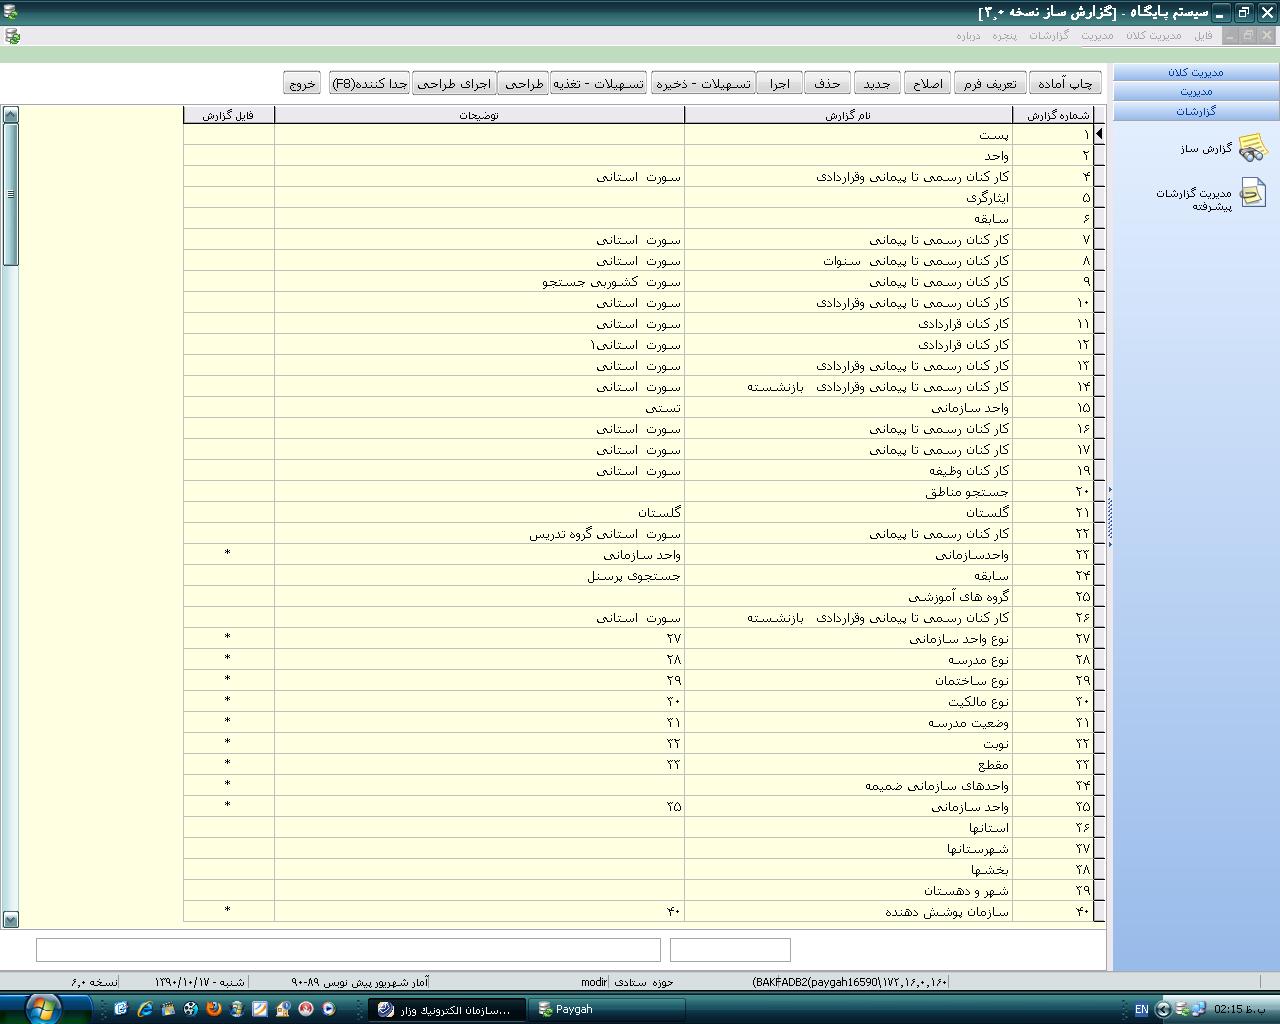 سیستم پایگاه - [گزارش ساز نسخه ۳٫۰]
فایل مدیریت کلان مدیریت گزارشات پنجره درباره
چاپ آماده تعریف فرم اصلاح جدید حذف اجرا تسهیلات - ذخیره تسهیلات - تغذیه طراحی اجرای طراحی جدا کننده(F8) خروج
مدیریت کلان
مدیریت
گزارشات
گزارش ساز
مدیریت گزارشات
پیشرفته
شماره گزارش نام گزارش توضیحات فایل گزارش
۱ پست
۲ واحد
۴ کار کنان رسمی تا پیمانی وقراردادی سورت استانی
۵ ایثارگری
۶ سابقه
۷ کار کنان رسمی تا پیمانی سورت استانی
۸ کار کنان رسمی تا پیمانی سنوات سورت استانی
۹ کار کنان رسمی تا پیمانی سورت کشوربی جستجو
۱۰ کار کنان رسمی تا پیمانی وقراردادی سورت استانی
۱۱ کار کنان قراردادی سورت استانی
۱۲ کار کنان قراردادی سورت استانی۱
۱۳ کار کنان رسمی تا پیمانی وقراردادی سورت استانی
۱۴ کار کنان رسمی تا پیمانی وقراردادی بازنشسته سورت استانی
۱۵ واحد سازمانی تستی
۱۶ کار کنان رسمی تا پیمانی سورت استانی
۱۷ کار کنان رسمی تا پیمانی سورت استانی
۱۹ کار کنان وظیفه سورت استانی
۲۰ جستجو مناطق
۲۱ گلستان گلستان
۲۲ کار کنان رسمی تا پیمانی سورت استانی گروه تدریس
۲۳ واحدسازمانی واحد سازمانی *
۲۴ سابقه جستجوی پرسنل
۲۵ گروه های آموزشی
۲۶ کار کنان رسمی تا پیمانی وقراردادی بازنشسته سورت استانی
۲۷ نوع واحد سازمانی ۲۷ *
۲۸ نوع مدرسه ۲۸ *
۲۹ نوع ساختمان ۲۹ *
۳۰ نوع مالکیت ۳۰ *
۳۱ وضعیت مدرسه ۳۱ *
۳۲ نوبت ۳۲ *
۳۳ مقطع ۳۳ *
۳۴ واحدهای سازمانی ضمیمه *
۳۵ واحد سازمانی ۳۵ *
۳۶ استانها
۳۷ شهرستانها
۳۸ بخشها
۳۹ شهر و دهستان
۴۰ سازمان پوشش دهنده ۴۰ *
(BAKFADB2(paygah16590\۱۷۲,۱۶,۰,۱۶۰ حوزه ستادی modir آمار شهریور پیش نویس ۸۹-۹۰ شنبه - ۱۳۹۰/۱۰/۱۷ نسخه ۶٫۰
سازمان الکترونیك وزار... Paygah EN 02:15 ب.ظ